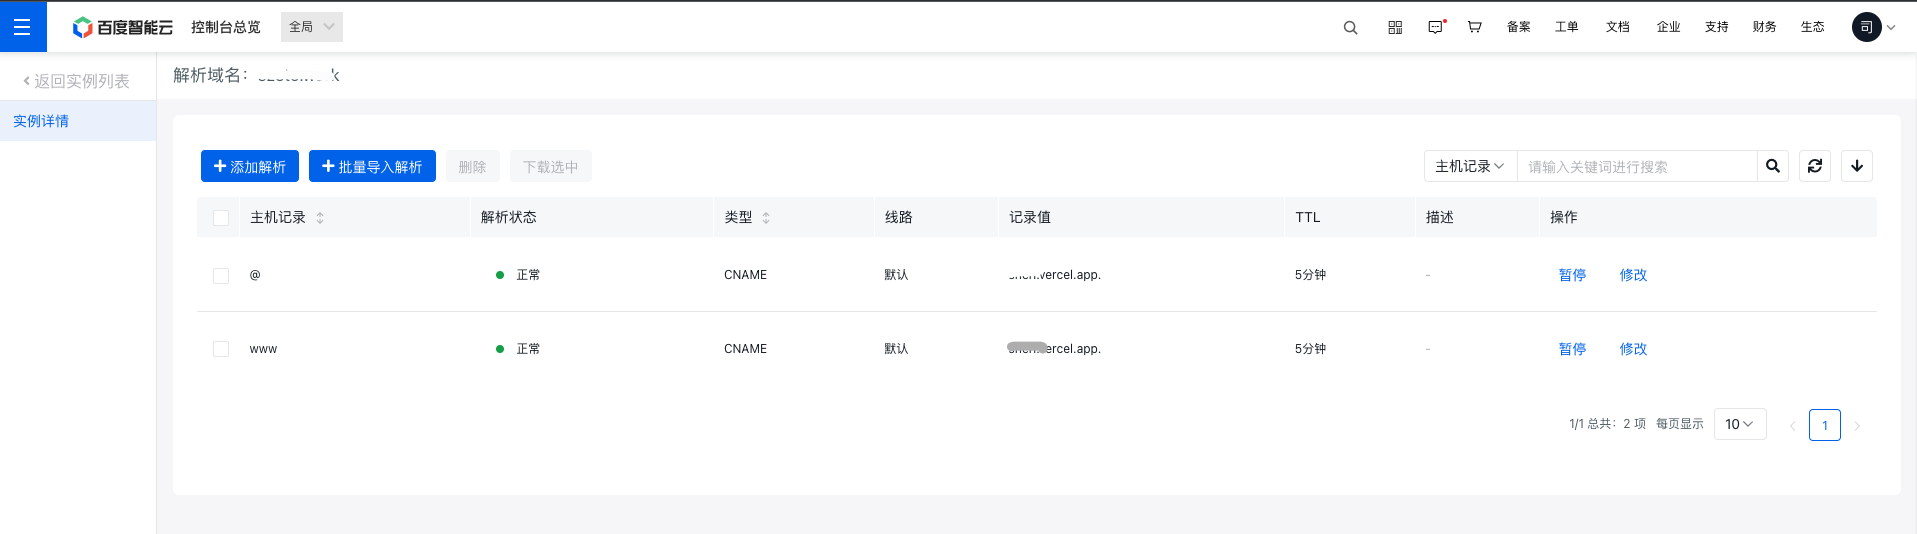 百度智能云 控制台总览 全局 备案 工单 文档 企业 支持 财务 生态 司
返回实例列表
解析域名：
实例详情
添加解析 批量导入解析 删除 下载选中 主机记录 请输入关键词进行搜索
主机记录 解析状态 类型 线路 记录值 TTL 描述 操作
@ 正常 CNAME 默认 vercel.app. 5分钟 - 暂停 修改
www 正常 CNAME 默认 vercel.app. 5分钟 - 暂停 修改
1/1 总共：2 项 每页显示 10 1